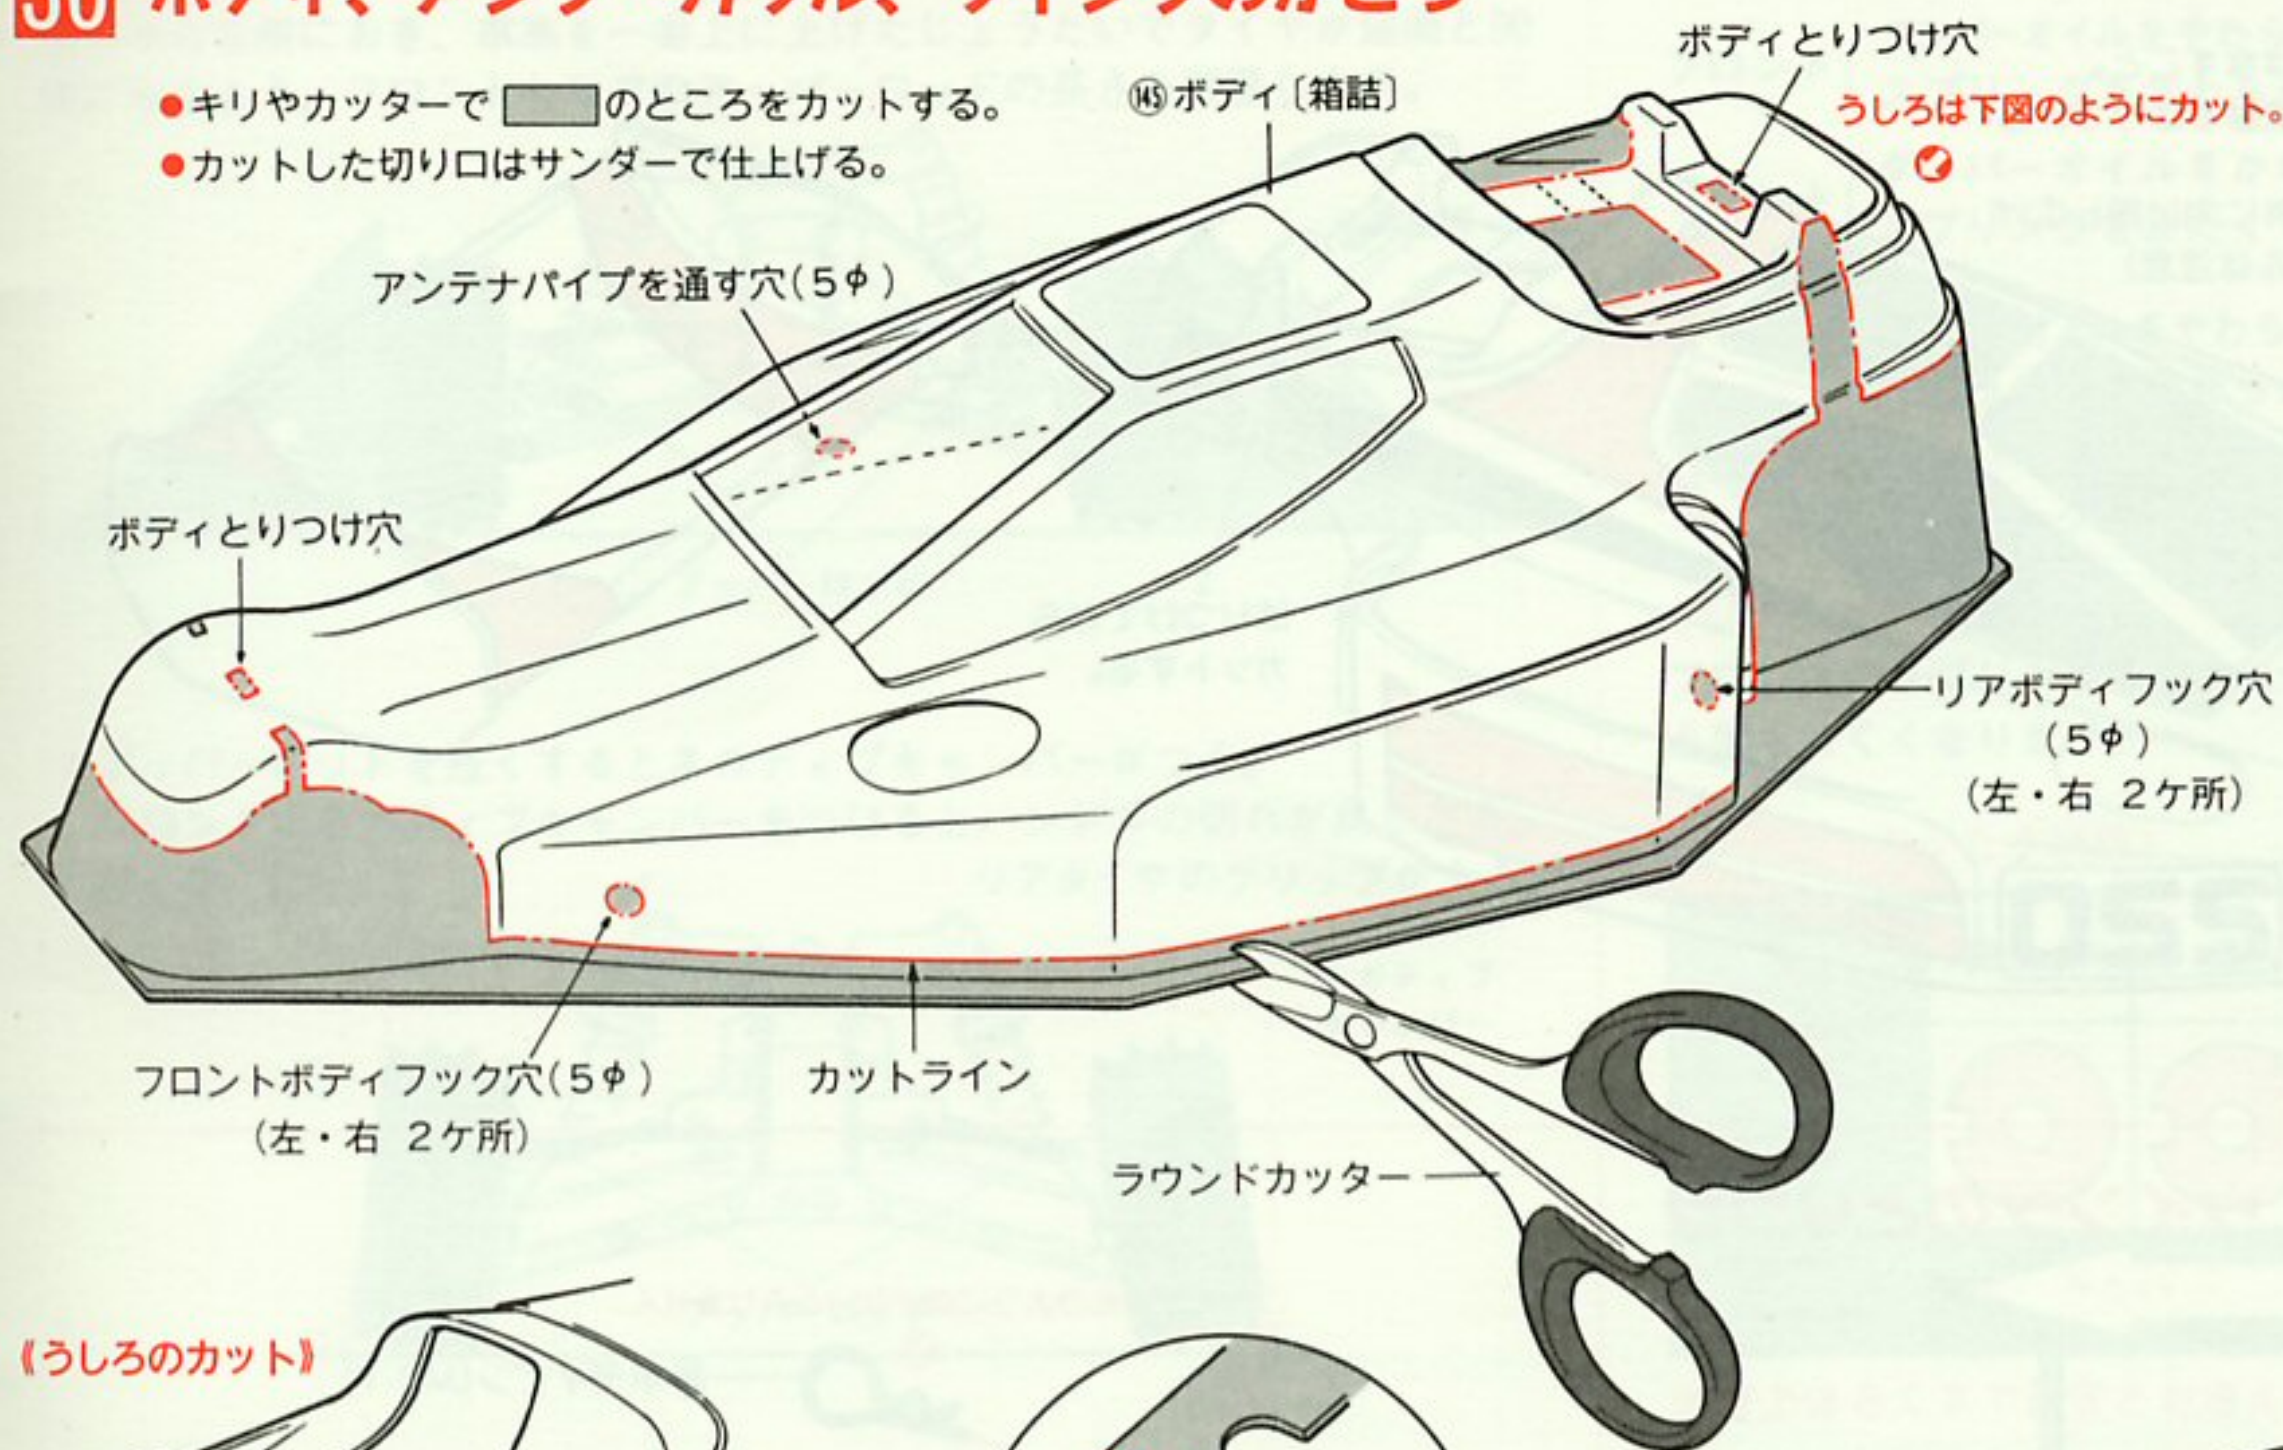 ボディとりつけ穴
●キリやカッターで　　のところをカットする。
⑭⑤ボディ〔箱詰〕
うしろは下図のようにカット。
●カットした切り口はサンダーで仕上げる。
アンテナパイプを通す穴(5φ)
ボディとりつけ穴
リアボディフック穴
(5φ)
(左・右 2ケ所)
フロントボディフック穴(5φ)
(左・右 2ケ所)
カットライン
ラウンドカッター
《うしろのカット》